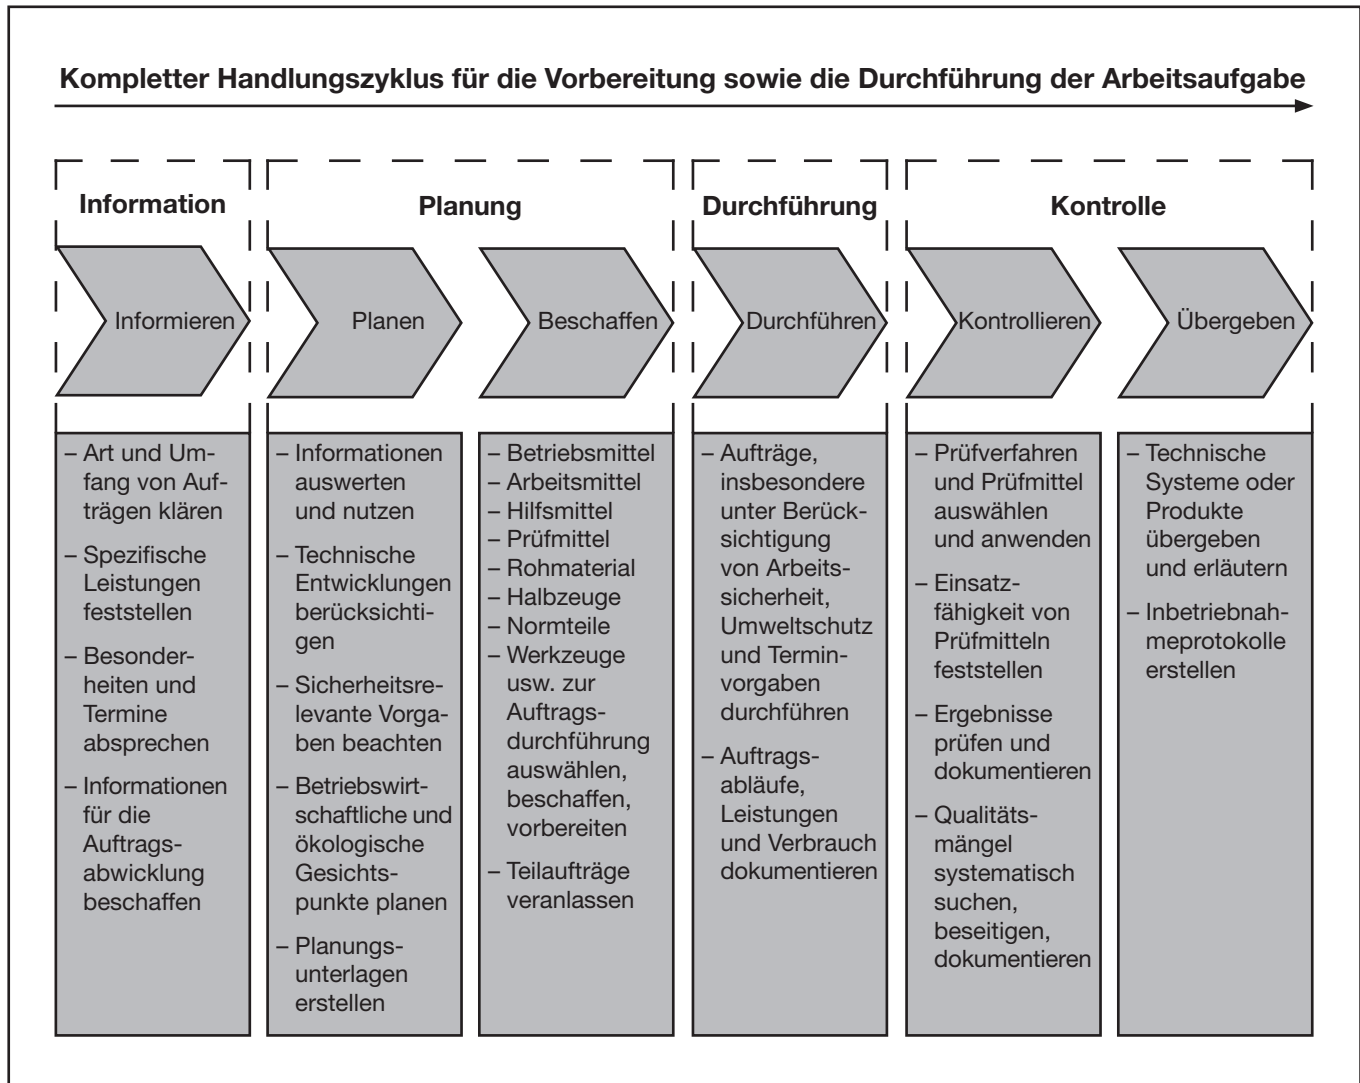 Kompletter Handlungszyklus für die Vorbereitung sowie die Durchführung der Arbeitsaufgabe
Information
Planung
Durchführung
Kontrolle
Informieren
Planen
Beschaffen
Durchführen
Kontrollieren
Übergeben
– Art und Um-
fang von Auf-
trägen klären
– Spezifische
Leistungen
feststellen
– Besonder-
heiten und
Termine
absprechen
– Informationen
für die
Auftrags-
abwicklung
beschaffen
– Informationen
auswerten
und nutzen
– Technische
Entwicklungen
berücksichti-
gen
– Sicherheitsre-
levante Vorga-
ben beachten
– Betriebswirt-
schaftliche und
ökologische
Gesichts-
punkte planen
– Planungs-
unterlagen
erstellen
– Betriebsmittel
– Arbeitsmittel
– Hilfsmittel
– Prüfmittel
– Rohmaterial
– Halbzeuge
– Normteile
– Werkzeuge
usw. zur
Auftrags-
durchführung
auswählen,
beschaffen,
vorbereiten
– Teilaufträge
veranlassen
– Aufträge,
insbesondere
unter Berück-
sichtigung
von Arbeits-
sicherheit,
Umweltschutz
und Termin-
vorgaben
durchführen
– Auftrags-
abläufe,
Leistungen
und Verbrauch
dokumentieren
– Prüfverfahren
und Prüfmittel
auswählen
und anwenden
– Einsatz-
fähigkeit von
Prüfmitteln
feststellen
– Ergebnisse
prüfen und
dokumentieren
– Qualitäts-
mängel
systematisch
suchen,
beseitigen,
dokumentieren
– Technische
Systeme oder
Produkte
übergeben
und erläutern
– Inbetriebnah-
meprotokolle
erstellen